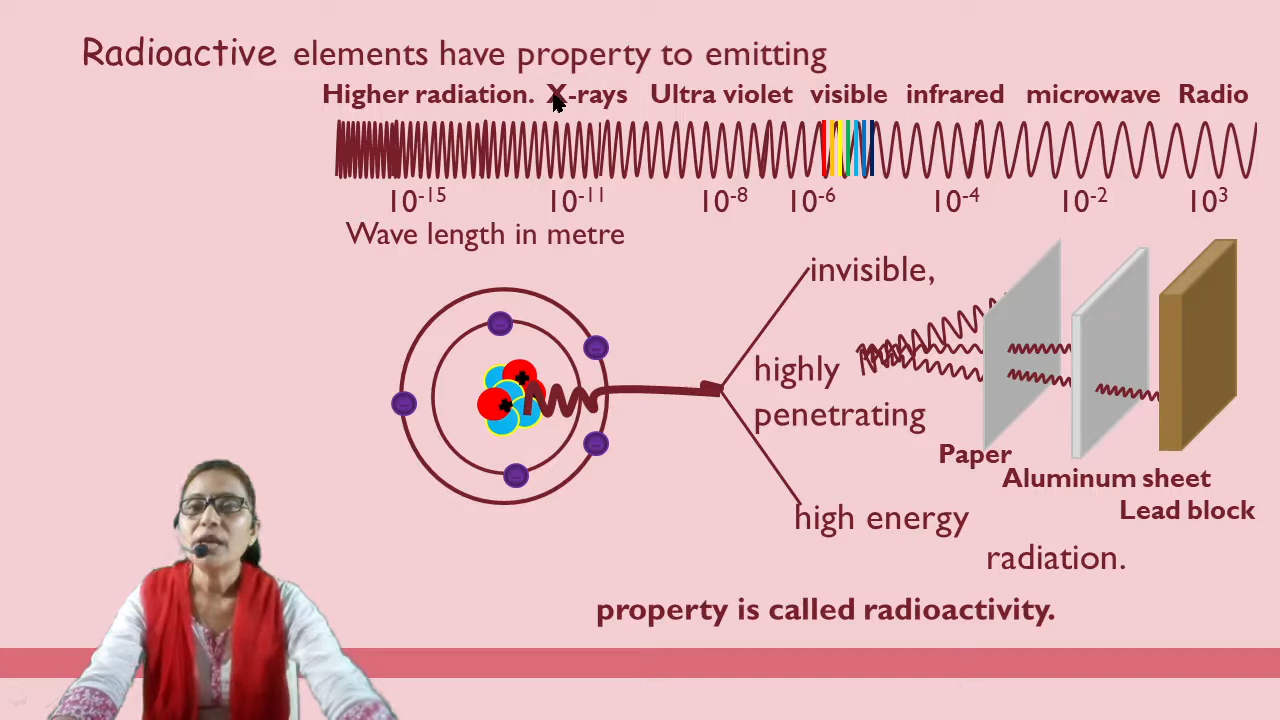 Radioactive elements have property to emitting
Higher radiation. X-rays Ultra violet visible infrared microwave Radio
10-15 10-11 10-8 10-6 10-4 10-2 103
Wave length in metre
invisible,
highly
penetrating
Paper
Aluminum sheet
Lead block
high energy
radiation.
property is called radioactivity.